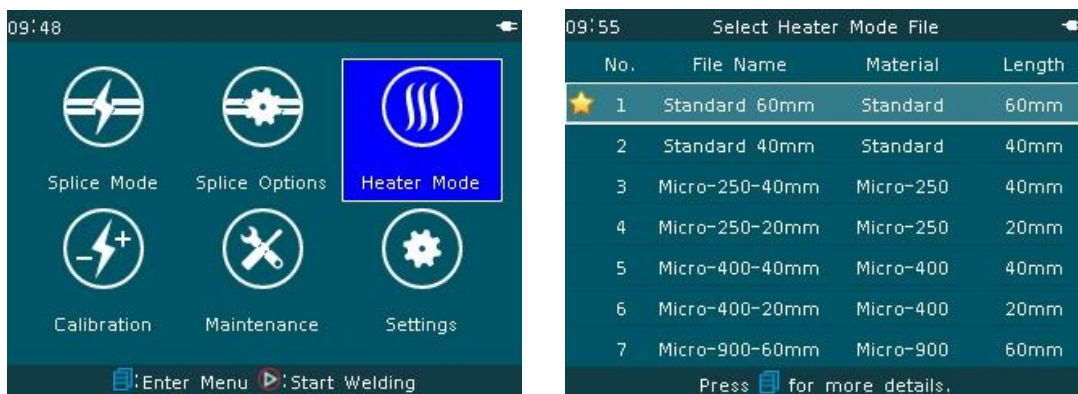 09:48
Splice Mode Splice Options Heater Mode
Calibration Maintenance Settings
:Enter Menu :Start Welding
09:55 Select Heater Mode File
No. File Name Material Length
1 Standard 60mm Standard 60mm
2 Standard 40mm Standard 40mm
3 Micro-250-40mm Micro-250 40mm
4 Micro-250-20mm Micro-250 20mm
5 Micro-400-40mm Micro-400 40mm
6 Micro-400-20mm Micro-400 20mm
7 Micro-900-60mm Micro-900 60mm
Press for more details.